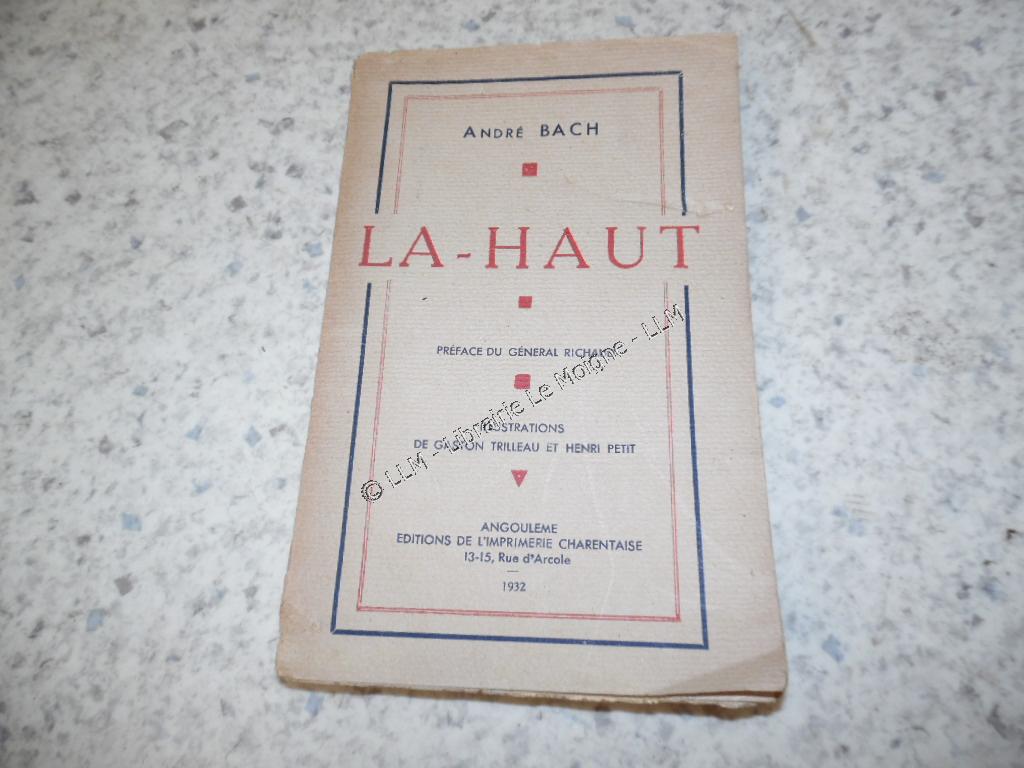 ANDRÉ BACH
LA-HAUT
PRÉFACE DU GÉNÉRAL
ILLUSTRATIONS
DE GASTON TRILLEAU ET HENRI PETIT
ANGOULEME
EDITIONS DE L'IMPRIMERIE CHARENTAISE
13-15, Rue d'Arcole
1932
© LLM - Librairie Le Moigne - LLM